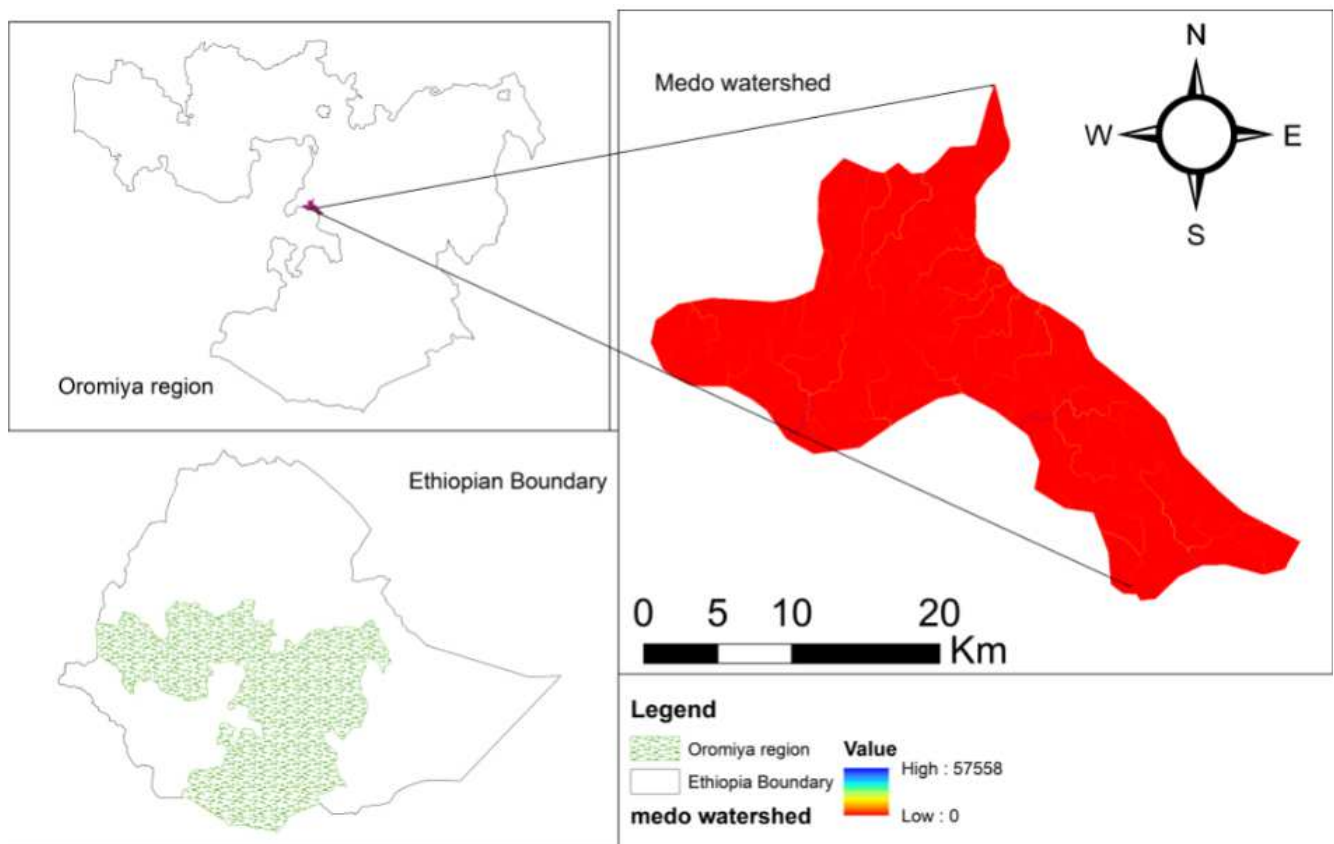 Oromiya region
Ethiopian Boundary
Medo watershed
N
W E
S
0 5 10 20
Km
Legend
Oromiya region
Ethiopia Boundary
medo watershed
Value
High : 57558
Low : 0